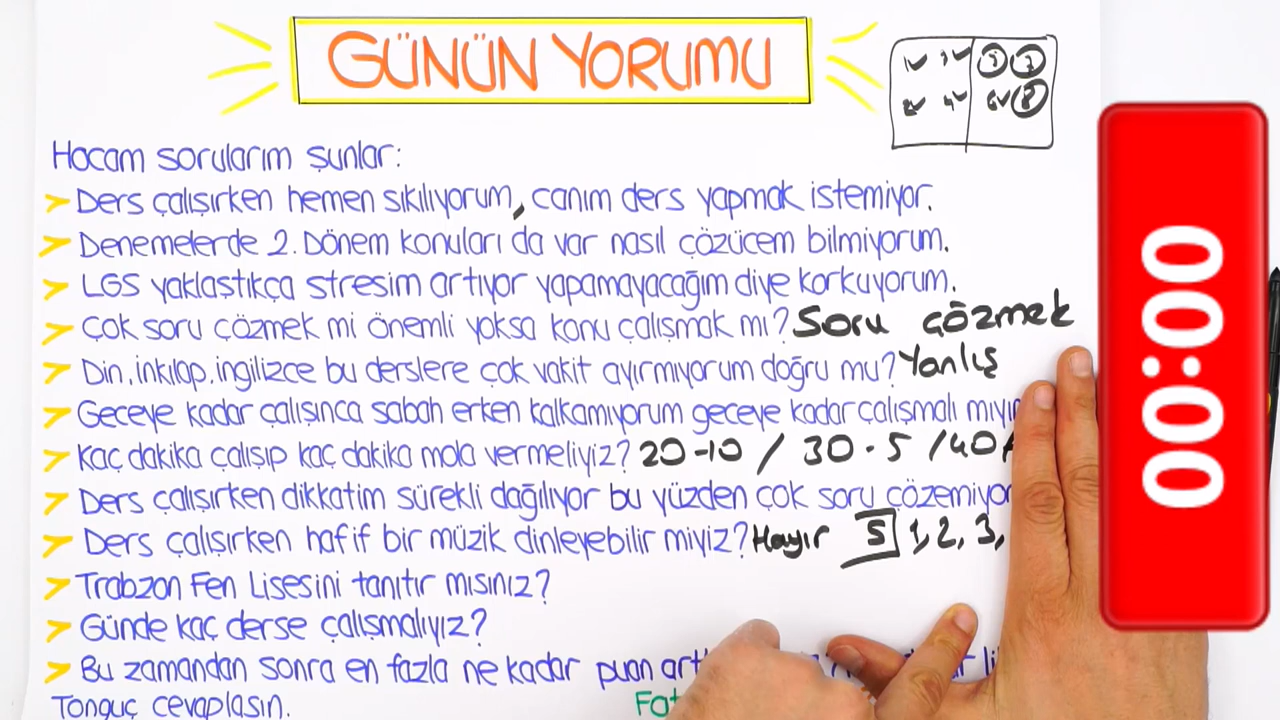 GÜNÜN YORUMU
Hocam sorularım şunlar:
➤ Ders çalışırken hemen sıkılıyorum, canım ders yapmak istemiyor.
➤ Denemelerde 2. Dönem konuları da var nasıl çözücem bilmiyorum.
➤ LGS yaklaştıkça stresim artıyor yapamayacağım diye korkuyorum.
➤ Çok soru çözmek mi önemli yoksa konu çalışmak mı? Soru çözmek
➤ Din, inkılap, ingilizce bu derslere çok vakit ayırmıyorum doğru mu? Yanlış
➤ Geceye kadar çalışınca sabah erken kalkamıyorum geceye kadar çalışmalı
➤ Kaç dakika çalışıp kaç dakika mola vermeliyiz? 20-10 / 30-5 / 40
➤ Ders çalışırken dikkatim sürekli dağılıyor bu yüzden çok soru
➤ Ders çalışırken hafif bir müzik dinleyebilir miyiz? Hayır 5 1, 2, 3,
➤ Trabzon Fen Lisesini tanıtır mısınız?
➤ Günde kaç derse çalışmalıyız?
➤ Bu zamandan sonra en fazla ne kadar puan
Tonguç cevaplasın.
00:00